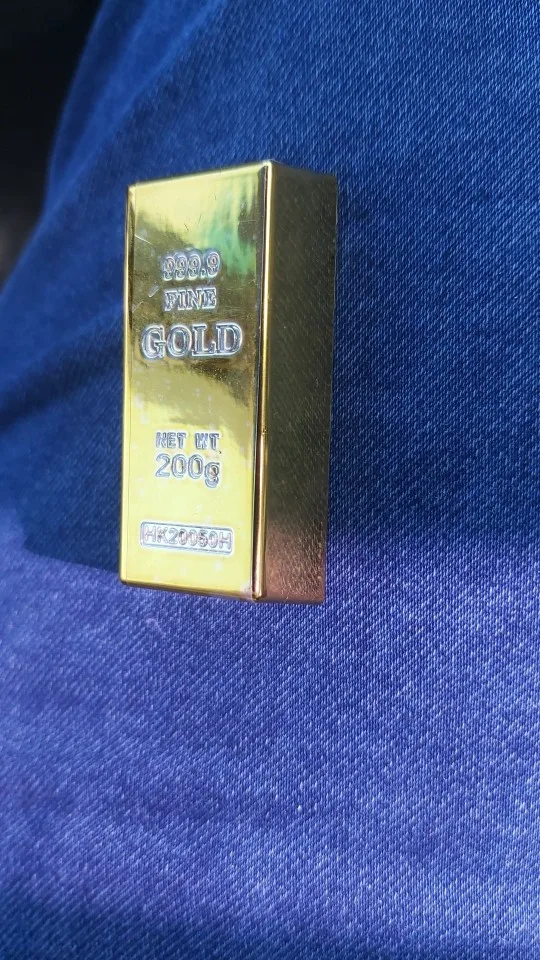 999.9
FINE
GOLD
NET WT.
200g
HK20050H